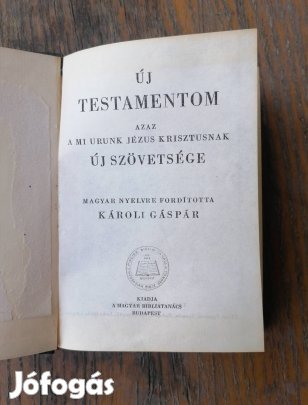 ÚJ
TESTAMENTOM
AZAZ
A MI URUNK JÉZUS KRISZTUSNAK
ÚJ SZÖVETSÉGE
MAGYAR NYELVRE FORDÍTOTTA
KÁROLI GÁSPÁR
KIADJA
A MAGYAR BIBLIATANÁCS
BUDAPEST
Jófogás